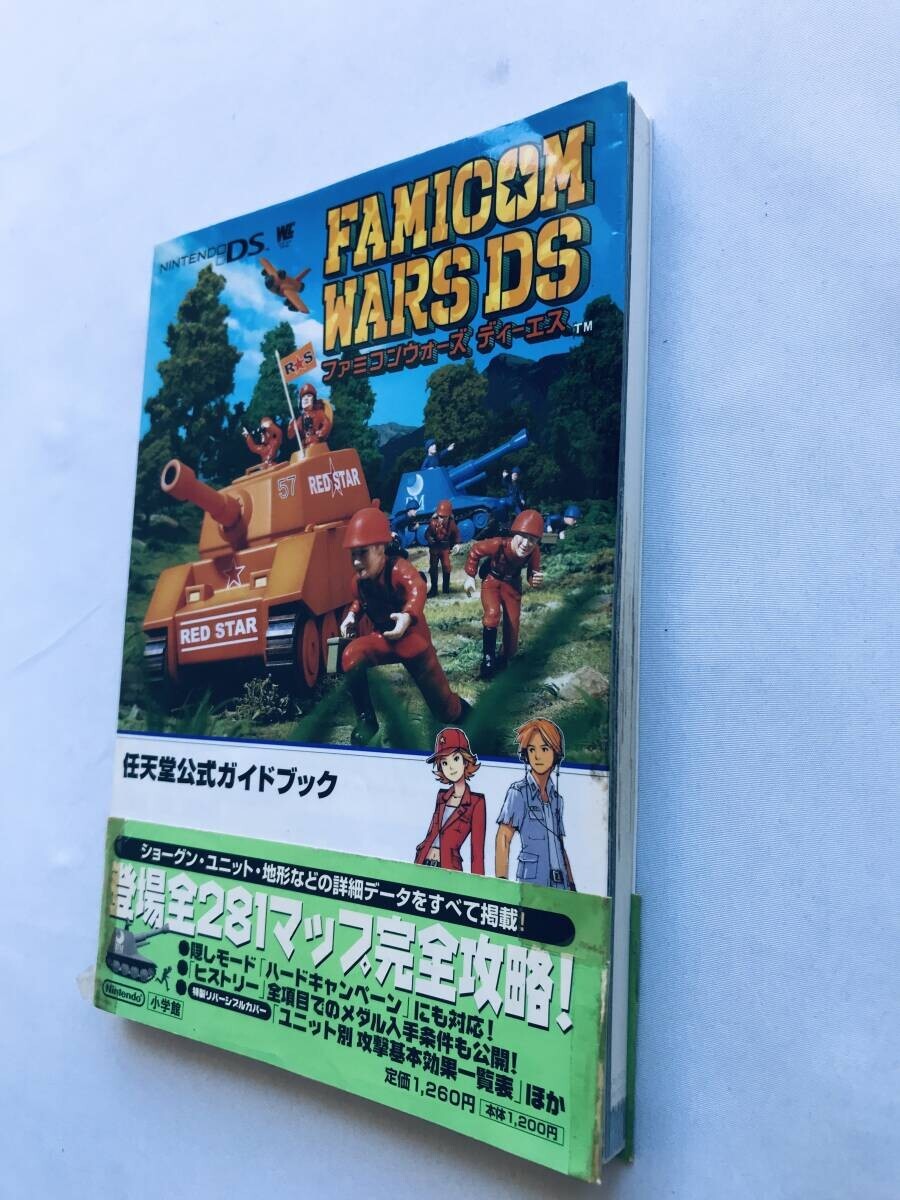 FAMICOM
WARS DS
ファミコンウォーズ ディーエス™
NINTENDO DS™
R★S
57
RED STAR
RED STAR
任天堂公式ガイドブック
ショーグン・ユニット・地形などの詳細データをすべて掲載！
登場全281マップ完全攻略！
●隠しモード「ハードキャンペーン」にも対応！
●「ヒストリー」全項目でのメダル入手条件も公開！
●特製リバーシブルカバー「ユニット別 攻撃基本効果一覧表」ほか
Nintendo
小学館
定価1,260円 本体1,200円